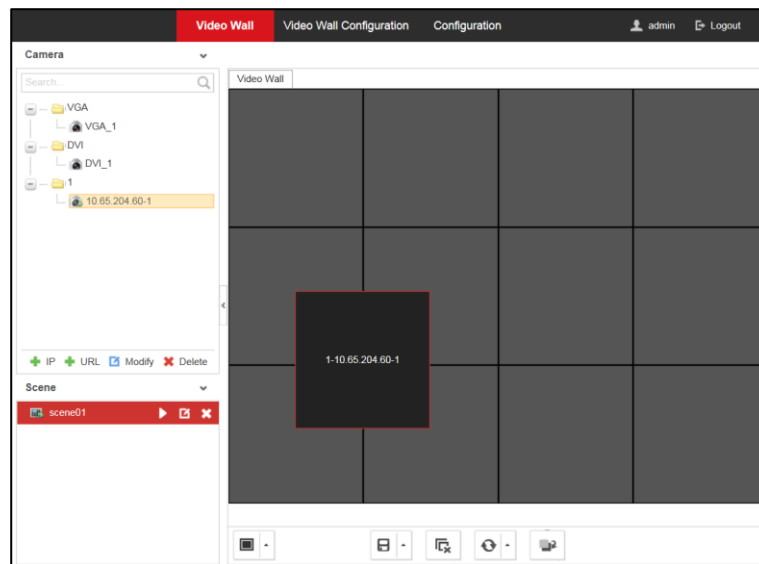 Video Wall Video Wall Configuration Configuration admin Logout
Camera
Search...
VGA
VGA_1
DVI
DVI_1
1
10.65.204.60-1
IP URL Modify Delete
Scene
scene01
Video Wall
1-10.65.204.60-1